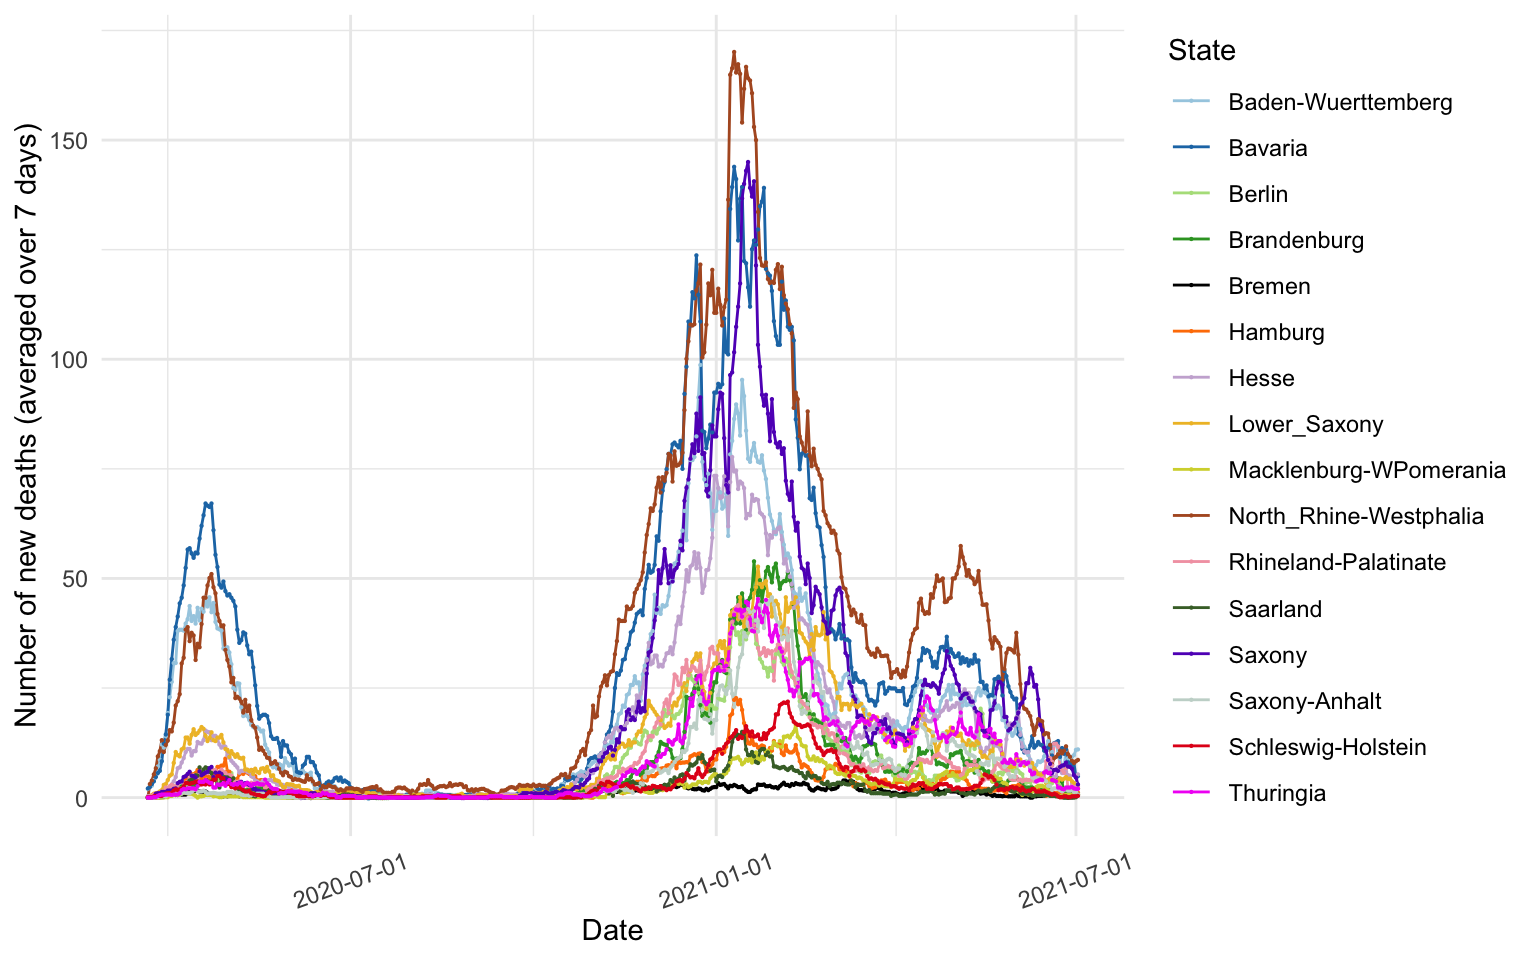 Number of new deaths (averaged over 7 days)
150
100
50
0
2020-07-01
2021-01-01
2021-07-01
Date
State
Baden-Wuerttemberg
Bavaria
Berlin
Brandenburg
Bremen
Hamburg
Hesse
Lower_Saxony
Macklenburg-WPomerania
North_Rhine-Westphalia
Rhineland-Palatinate
Saarland
Saxony
Saxony-Anhalt
Schleswig-Holstein
Thuringia